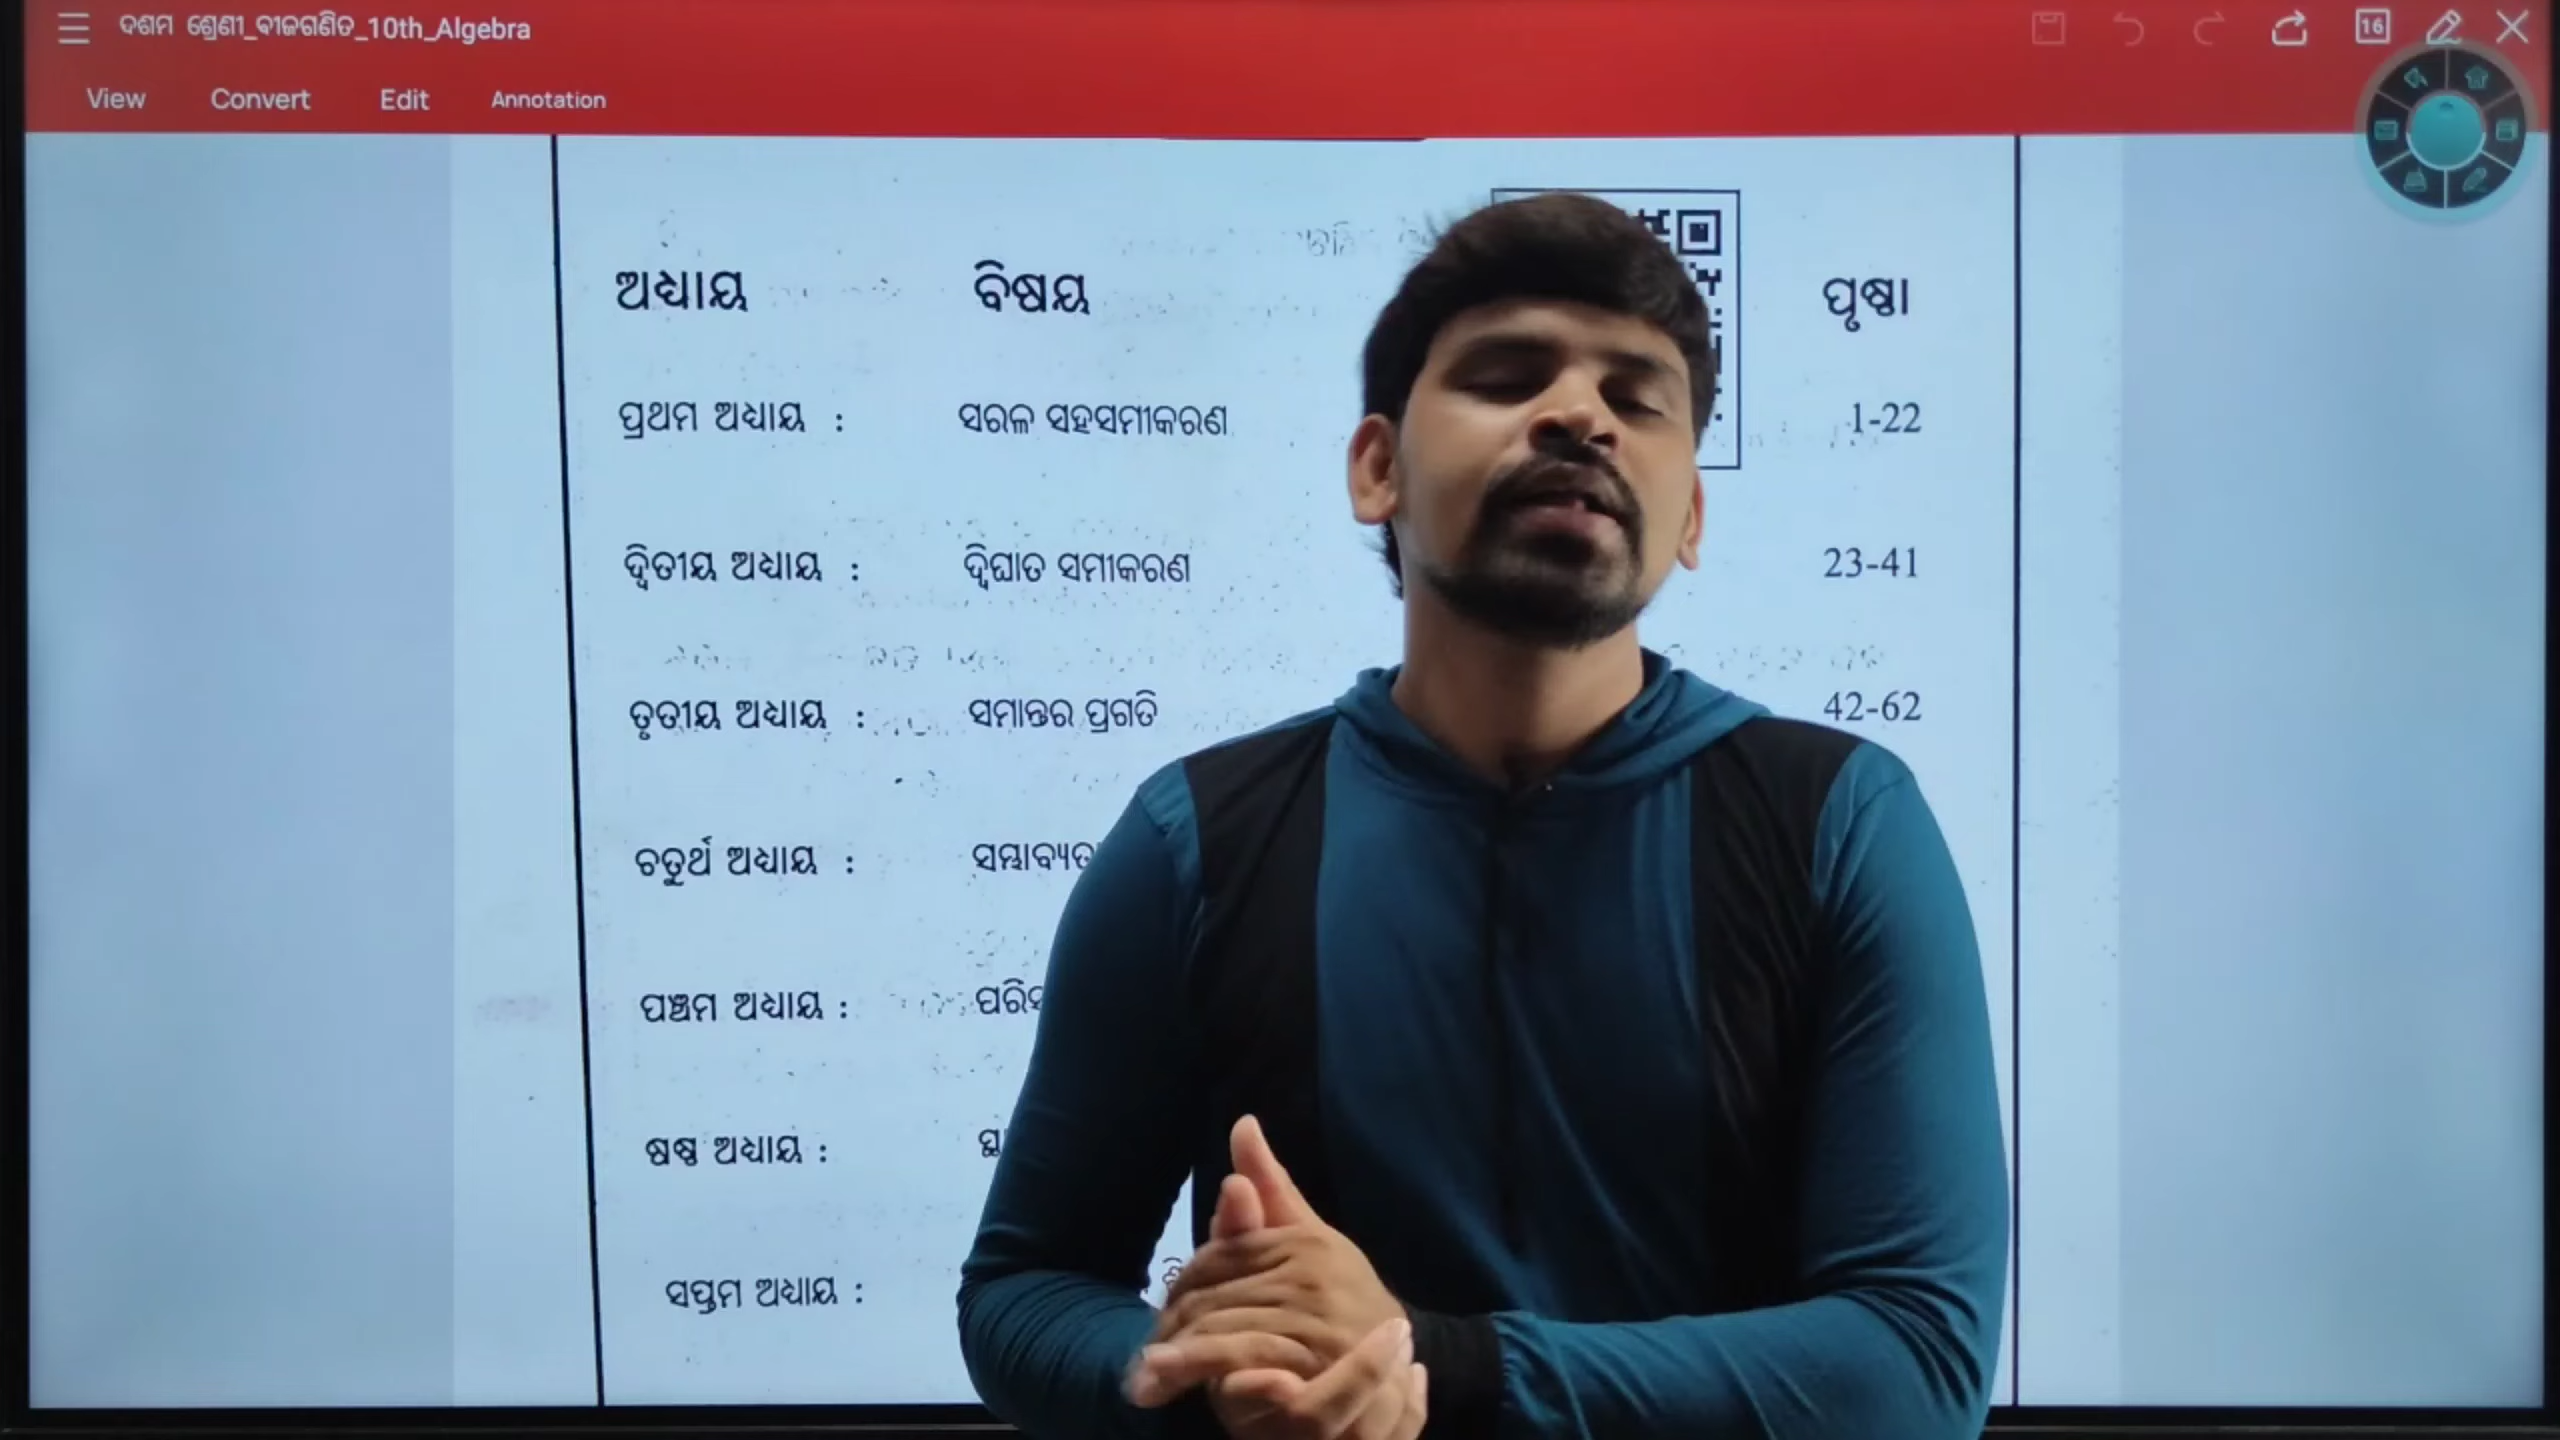 ଦଶମ ଶ୍ରେଣୀ_ବୀଜଗଣିତ_10th_Algebra
16
View Convert Edit Annotation
ଅଧ୍ୟାୟ ବିଷୟ ପୃଷ୍ଠା
ପ୍ରଥମ ଅଧ୍ୟାୟ : ସରଳ ସହସମୀକରଣ 1-22
ଦ୍ୱିତୀୟ ଅଧ୍ୟାୟ : ଦ୍ୱିଘାତ ସମୀକରଣ 23-41
ତୃତୀୟ ଅଧ୍ୟାୟ : ସମାନ୍ତର ପ୍ରଗତି 42-62
ଚତୁର୍ଥ ଅଧ୍ୟାୟ :
ପଞ୍ଚମ ଅଧ୍ୟାୟ :
ଷଷ୍ଠ ଅଧ୍ୟାୟ :
ସପ୍ତମ ଅଧ୍ୟାୟ :